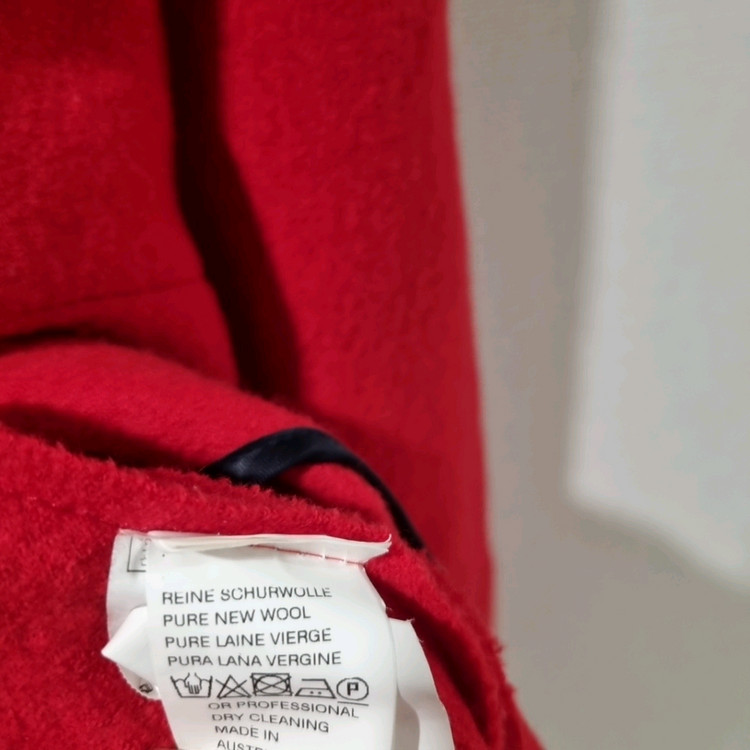 REINE SCHURWOLLE
PURE NEW WOOL
PURE LAINE VIERGE
PURA LANA VERGINE
P
OR PROFESSIONAL
DRY CLEANING
MADE IN